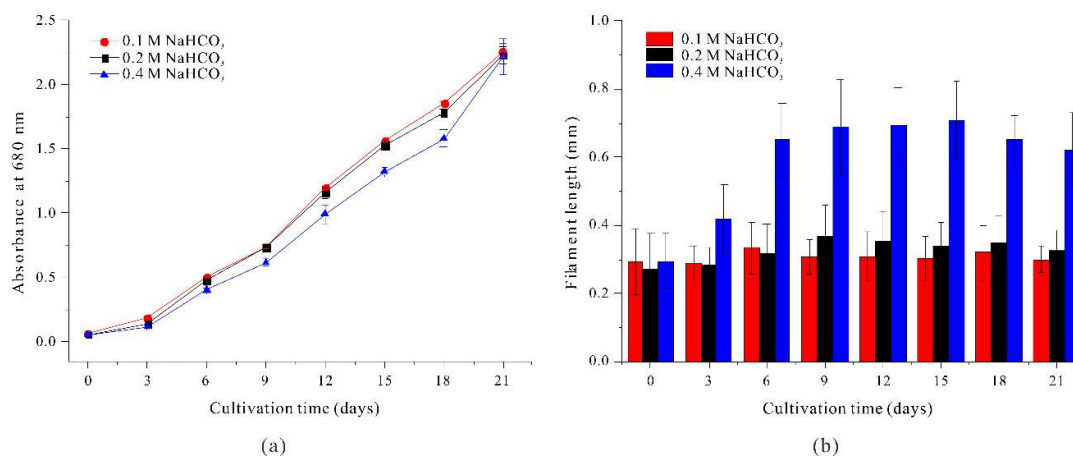 2.5
2.0
1.5
1.0
0.5
0.0
Absorbance at 680 nm
0.1 M NaHCO3
0.2 M NaHCO3
0.4 M NaHCO3
0 3 6 9 12 15 18 21
Cultivation time (days)
(a)
1.0
0.8
0.6
0.4
0.2
0.0
Filament length (mm)
0.1 M NaHCO3
0.2 M NaHCO3
0.4 M NaHCO3
0 3 6 9 12 15 18 21
Cultivation time (days)
(b)